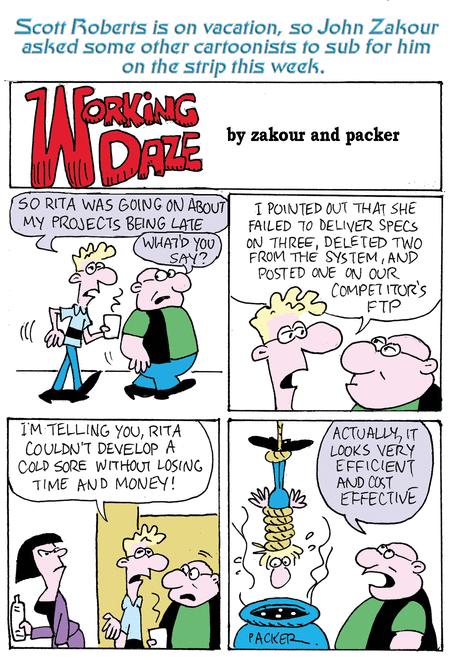 Scott Roberts is on vacation, so John Zakour
asked some other cartoonists to sub for him
on the strip this week.
WORKING
DAZE
by zakour and packer
SO RITA WAS GOING ON ABOUT
MY PROJECTS BEING LATE
WHAT'D YOU
SAY?
I POINTED OUT THAT SHE
FAILED TO DELIVER SPECS
ON THREE, DELETED TWO
FROM THE SYSTEM, AND
POSTED ONE ON OUR
COMPETITOR'S
FTP
I'M TELLING YOU, RITA
COULDN'T DEVELOP A
COLD SORE WITHOUT LOSING
TIME AND MONEY!
ACTUALLY, IT
LOOKS VERY
EFFICIENT
AND COST
EFFECTIVE
PACKER